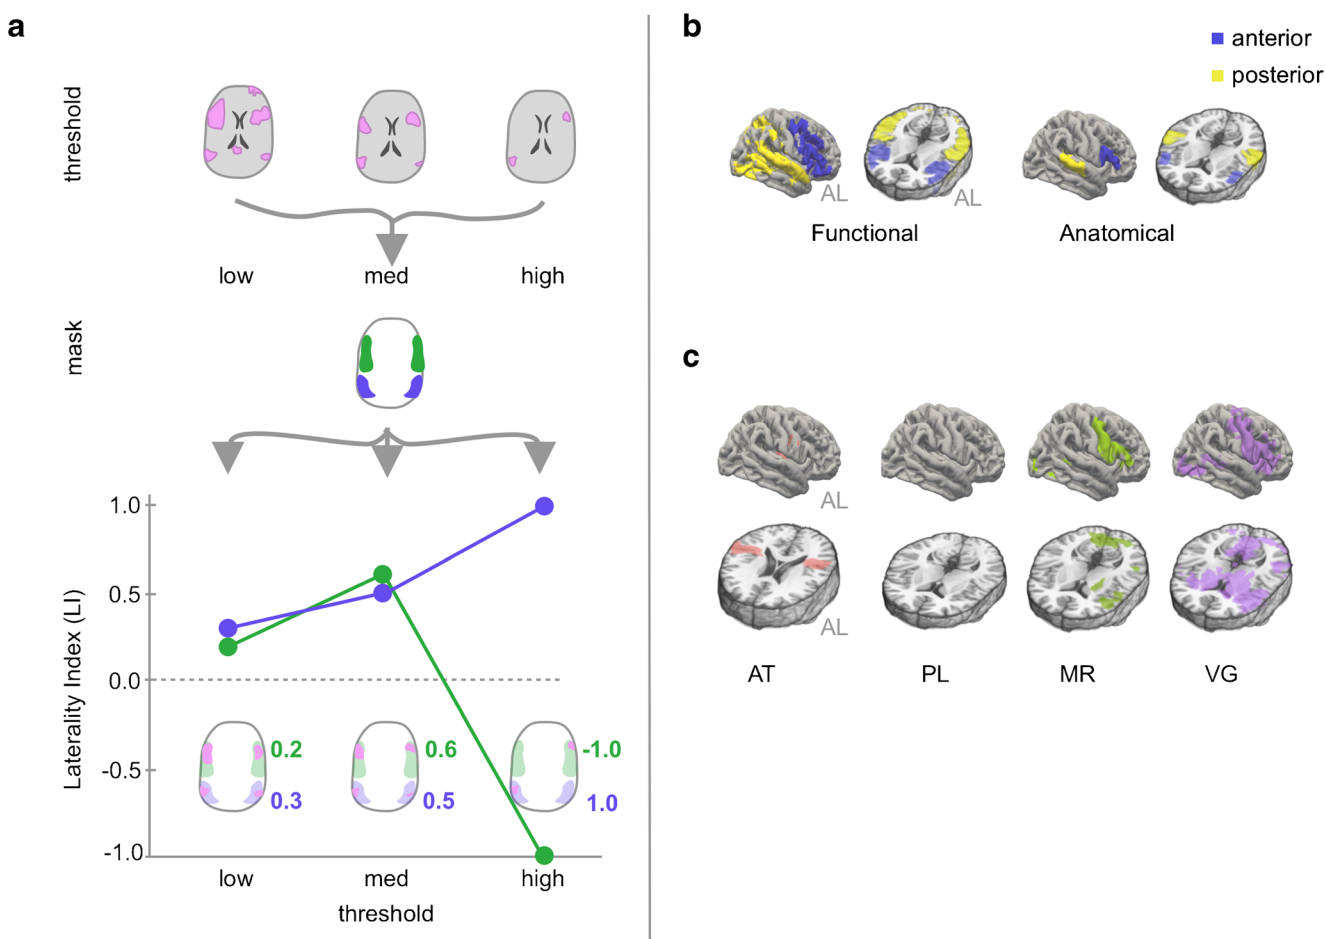 a
threshold
low med high
mask
Laterality Index (LI)
1.0
0.5
0.0
-0.5
-1.0
0.2 0.6 -1.0
0.3 0.5 1.0
low med high
threshold
b
anterior
posterior
AL AL
Functional Anatomical
c
AL
AL
AT PL MR VG